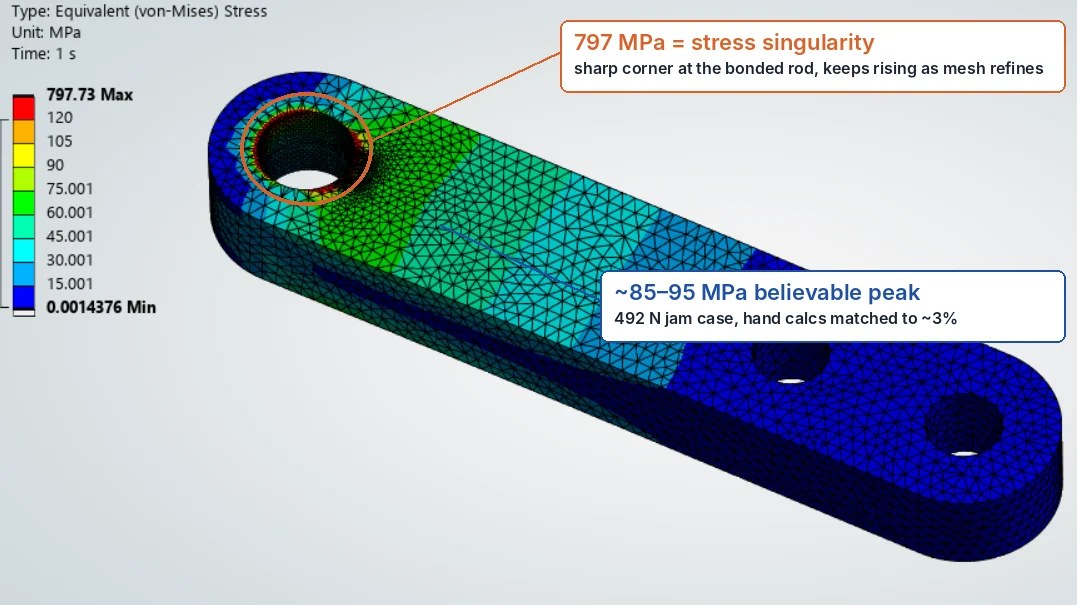 Type: Equivalent (von-Mises) Stress
Unit: MPa
Time: 1 s
797.73 Max
120
105
90
75.001
60.001
45.001
30.001
15.001
0.0014376 Min
797 MPa = stress singularity
sharp corner at the bonded rod, keeps rising as mesh refines
~85–95 MPa believable peak
492 N jam case, hand calcs matched to ~3%